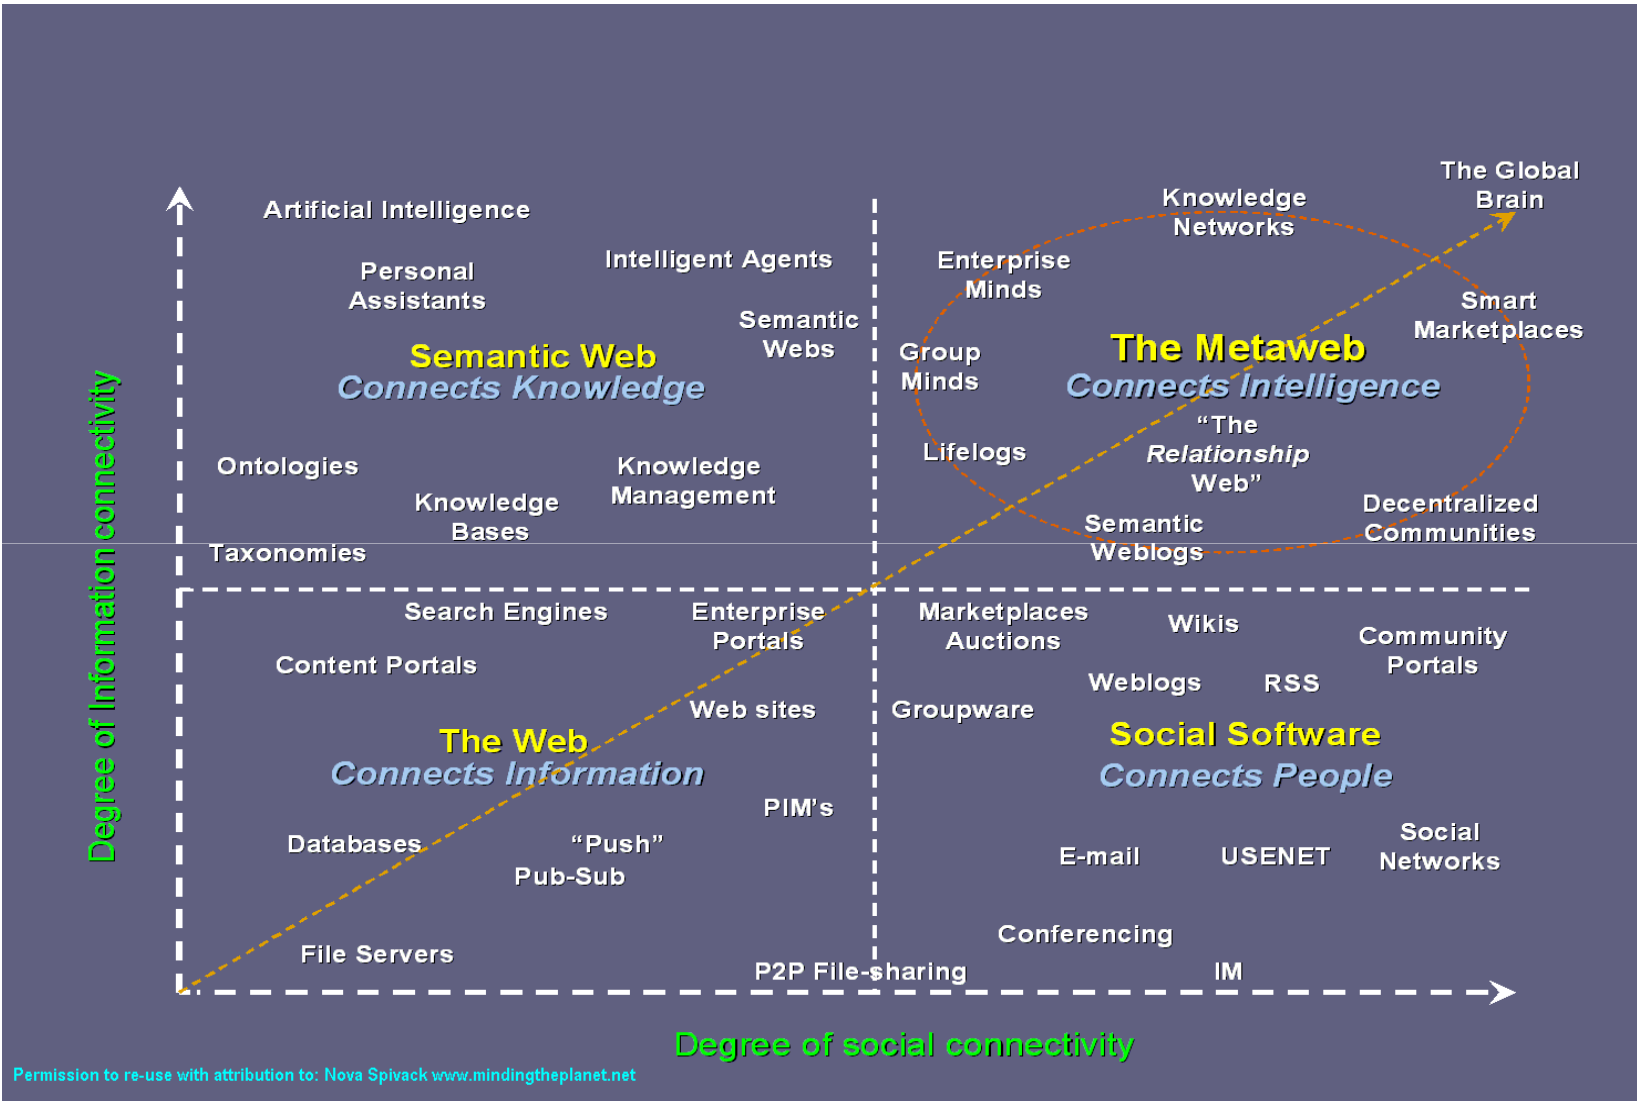 The Global
Brain
Knowledge
Networks
Artificial Intelligence
Intelligent Agents
Enterprise
Minds
Personal
Assistants
Smart
Marketplaces
Semantic
Webs
Semantic Web
Connects Knowledge
Group
Minds
The Metaweb
Connects Intelligence
“The
Relationship
Web”
Lifelogs
Ontologies
Knowledge
Management
Knowledge
Bases
Decentralized
Communities
Semantic
Weblogs
Taxonomies
Degree of Information connectivity
Search Engines
Enterprise
Portals
Marketplaces
Auctions
Wikis
Community
Portals
Content Portals
Weblogs
RSS
Web sites
Groupware
The Web
Connects Information
Social Software
Connects People
PIM’s
Databases
“Push”
Pub-Sub
E-mail
USENET
Social
Networks
Conferencing
File Servers
P2P File-sharing
IM
Degree of social connectivity
Permission to re-use with attribution to: Nova Spivack www.mindingtheplanet.net